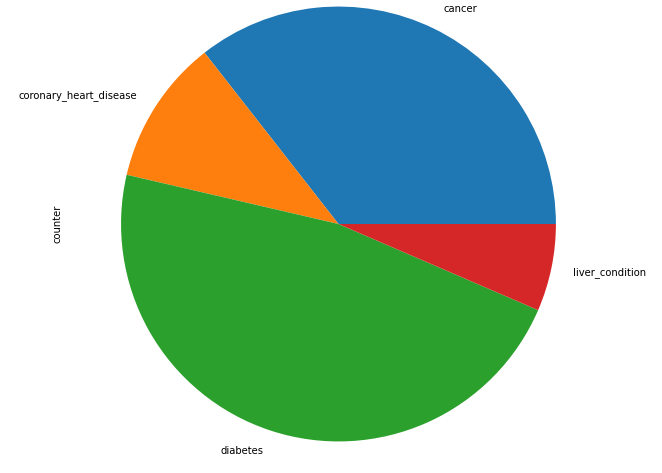 cancer
coronary_heart_disease
counter
liver_condition
diabetes